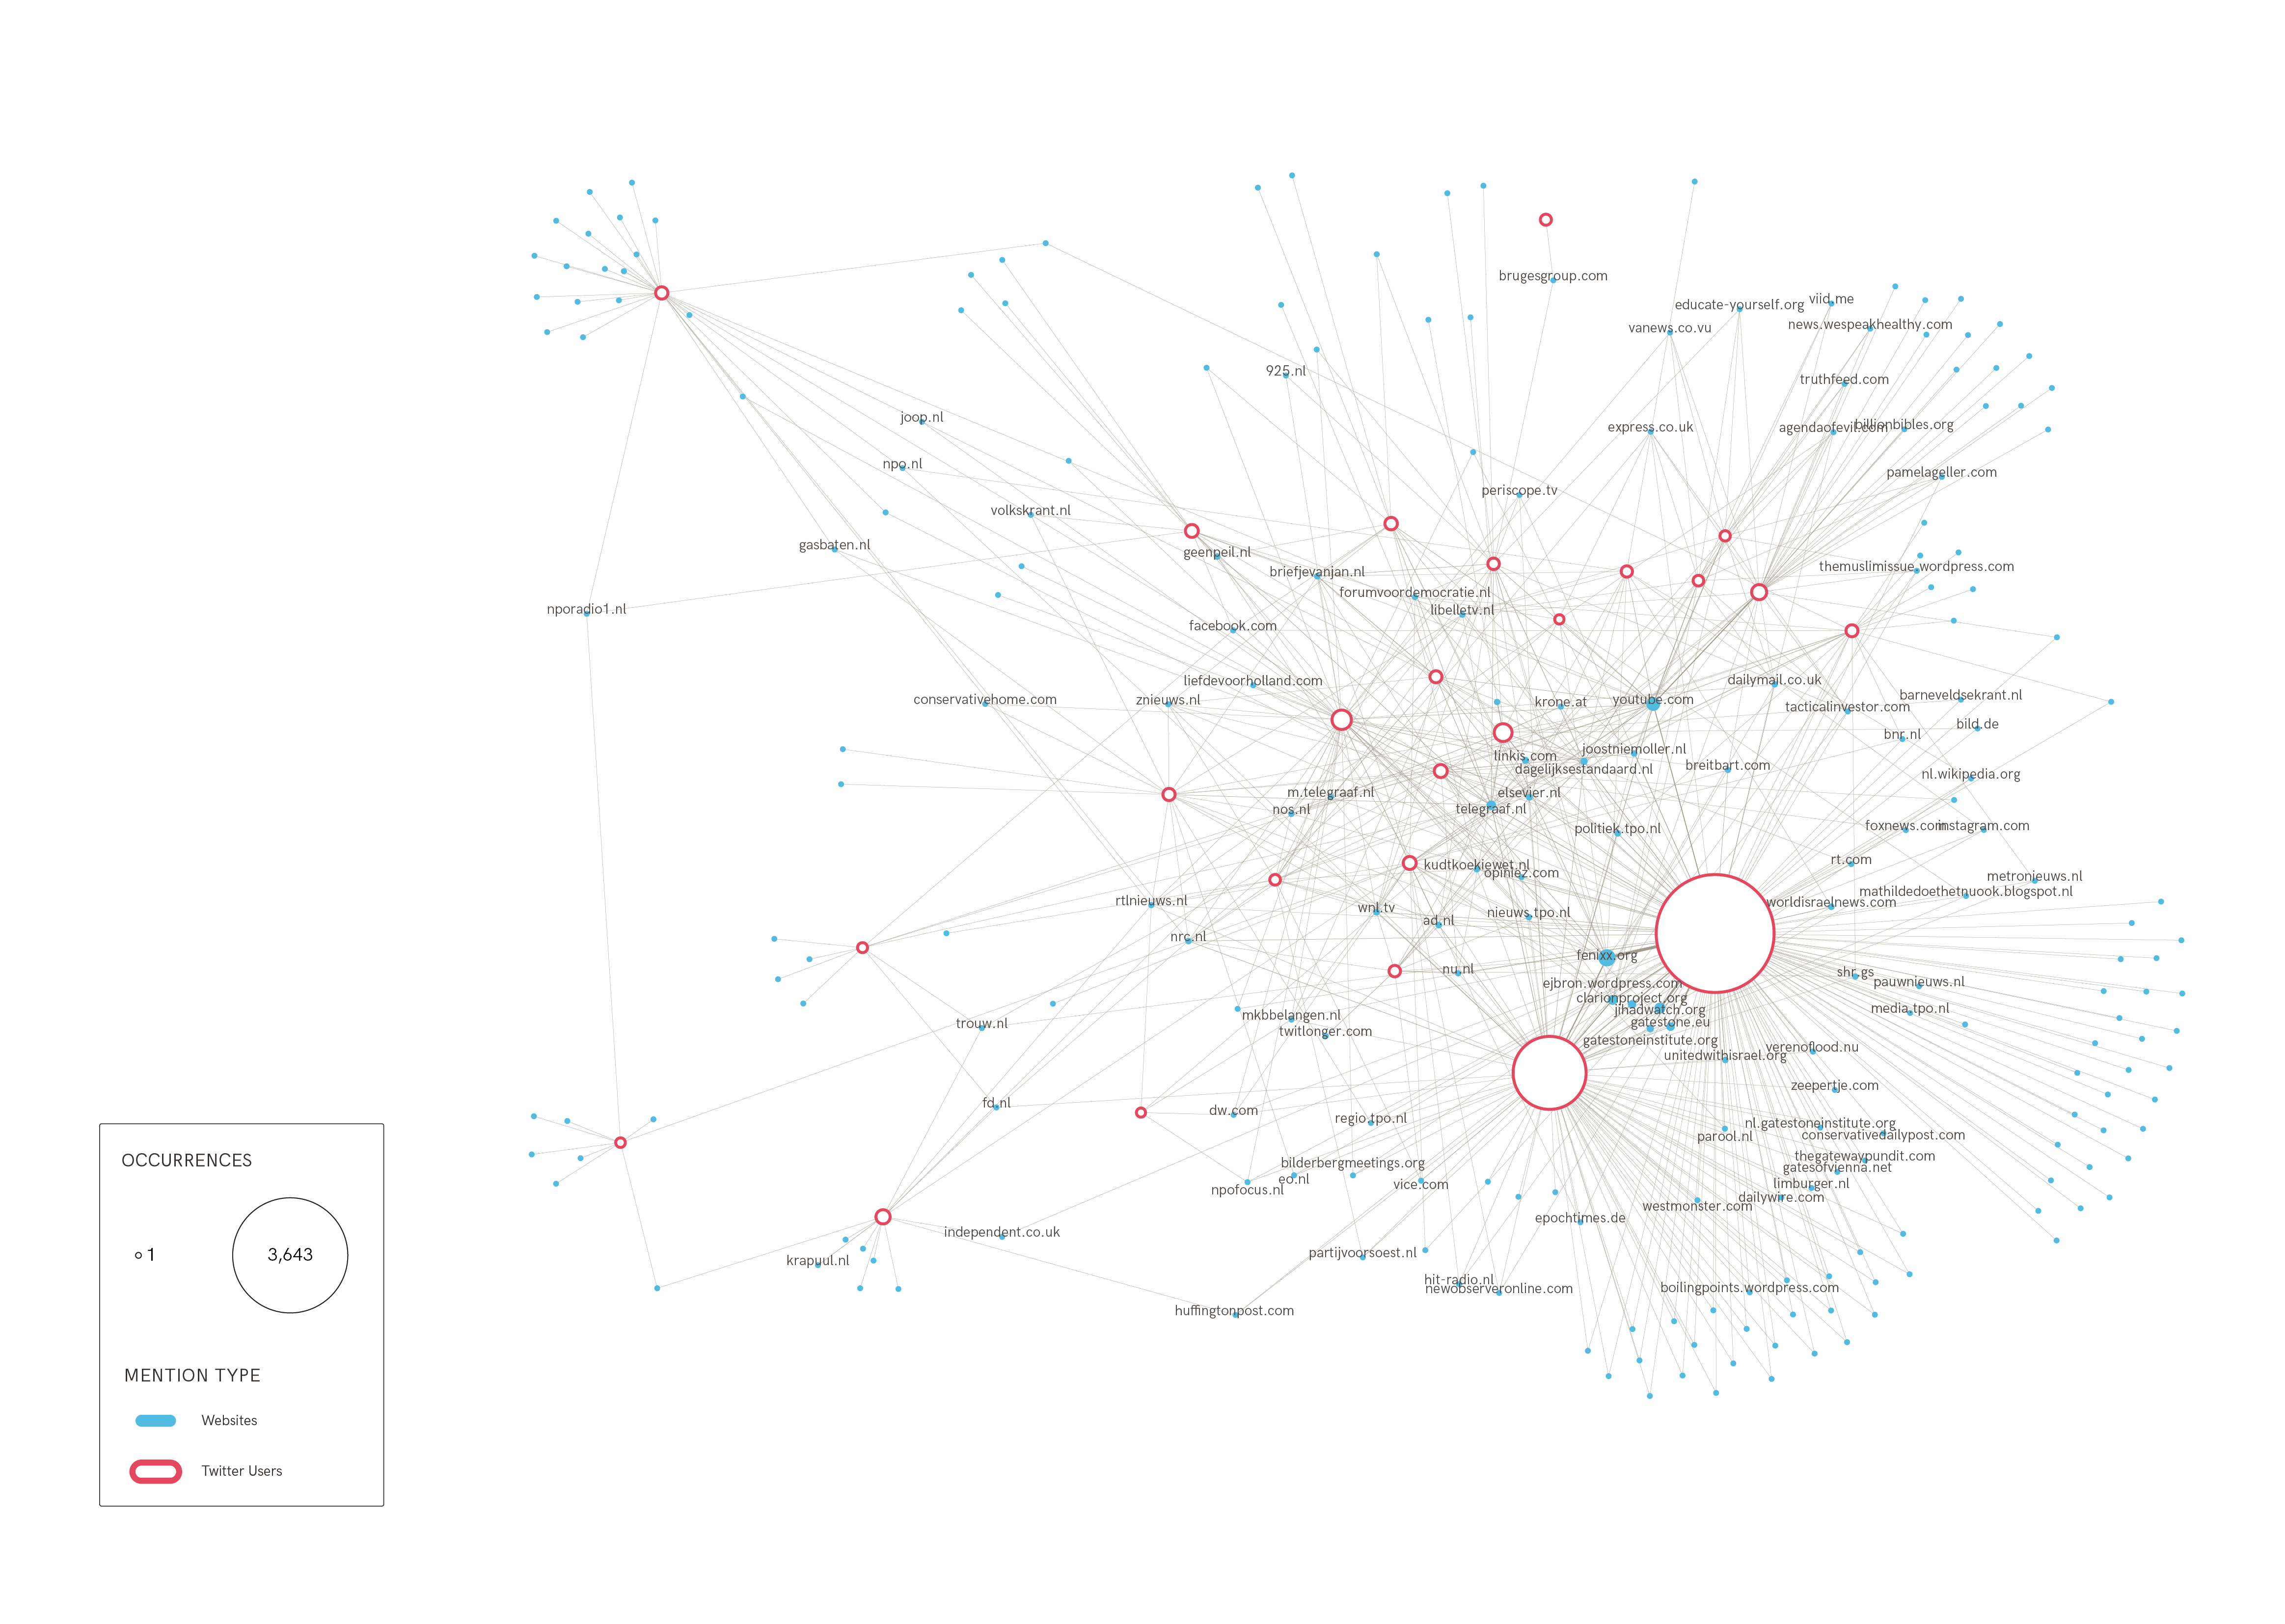 brugesgroup.com
viid.me
educate-yourself.org
news.wespeakhealthy.com
vanews.co.vu
925.nl
truthfeed.com
joop.nl
express.co.uk
agendaofevil.com
billionbibles.org
npo.nl
pamelageller.com
periscope.tv
volkskrant.nl
gasbaten.nl
geenpeil.nl
themuslimissue.wordpress.com
briefjevanjan.nl
forumvoordemocratie.nl
nporadio1.nl
libelletv.nl
facebook.com
liefdevoorholland.com
dailymail.co.uk
conservativehome.com
znieuws.nl
krone.at
youtube.com
barneveldsekrant.nl
tacticalinvestor.com
bild.de
bnr.nl
joostniemoller.nl
linkis.com
dagelijksestandaard.nl
breitbart.com
nl.wikipedia.org
m.telegraaf.nl
elsevier.nl
nos.nl
telegraaf.nl
politiek.tpo.nl
foxnews.com
instagram.com
kudtkoekiewet.nl
opiniez.com
rt.com
metronieuws.nl
mathildedoethetnuook.blogspot.nl
rtlnieuws.nl
wnl.tv
nieuws.tpo.nl
worldisraelnews.com
ad.nl
nrc.nl
fenixx.org
nu.nl
shr.gs
ejbron.wordpress.com
pauwnieuws.nl
clarionproject.org
jihadwatch.org
media.tpo.nl
mkbbelangen.nl
gatestone.eu
trouw.nl
twitlonger.com
gatestoneinstitute.org
verenoflood.nu
unitedwithisrael.org
zeepertje.com
fd.nl
dw.com
regio.tpo.nl
nl.gatestoneinstitute.org
parool.nl
conservativedailypost.com
thegatewaypundit.com
bilderbergmeetings.org
gatesofvienna.net
eo.nl
npofocus.nl
vice.com
limburger.nl
dailywire.com
westmonster.com
epochtimes.de
independent.co.uk
krapuul.nl
partijvoorsoest.nl
hit-radio.nl
newobserveronline.com
boilingpoints.wordpress.com
huffingtonpost.com
OCCURRENCES
1
3,643
MENTION TYPE
Websites
Twitter Users